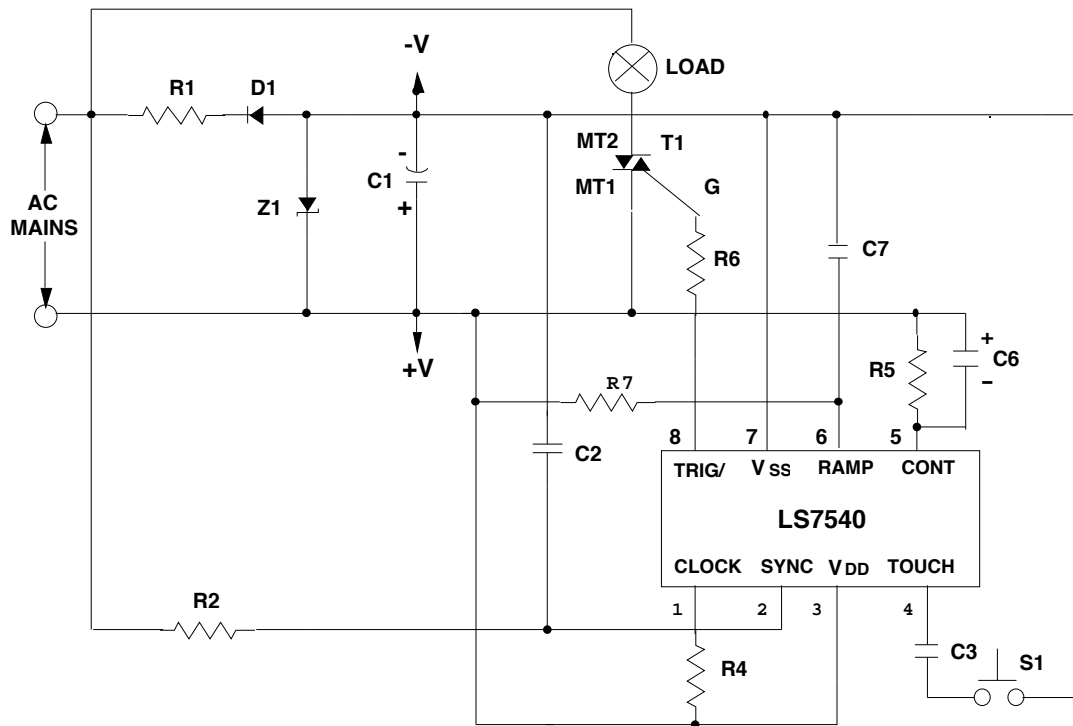 -V
LOAD
R1
D1
MT2
T1
-
C1
MT1
G
AC
MAINS
Z1
+
R6
C7
+V
+
C6
R5
-
R7
8
7
6
5
C2
TRIG/
VSS
RAMP
CONT
LS7540
CLOCK
SYNC
VDD
TOUCH
R2
1
2
3
4
C3
S1
R4